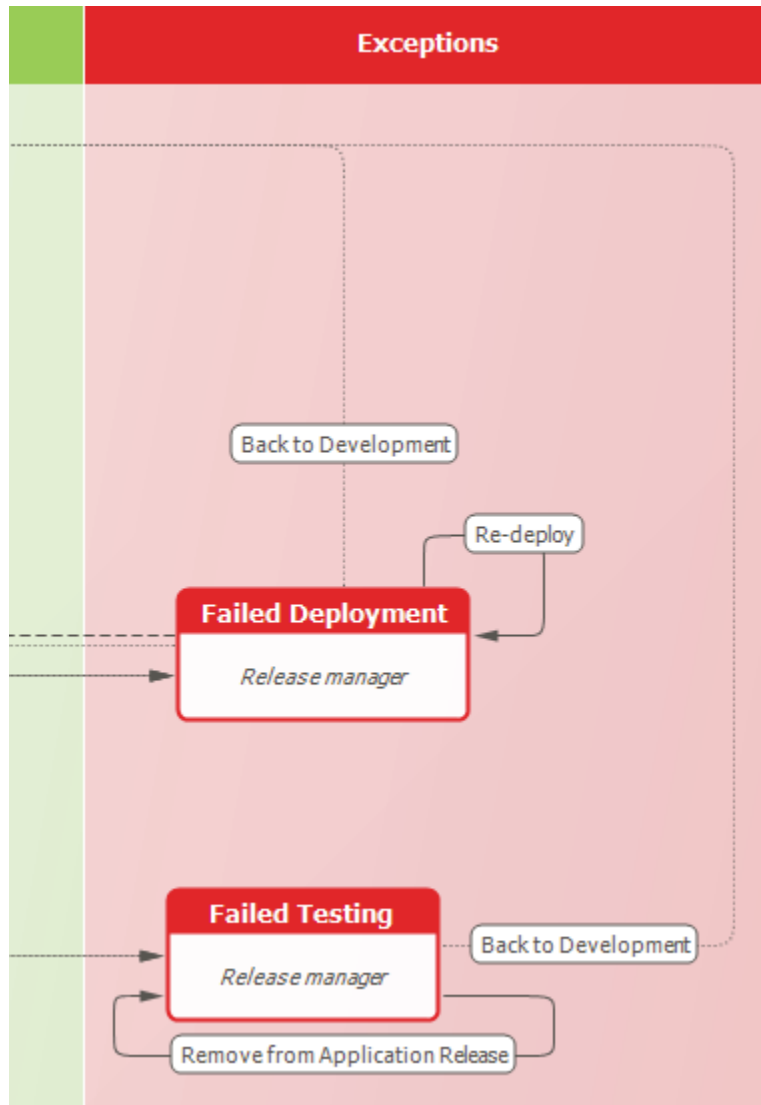 Exceptions
Back to Development
Re-deploy
Failed Deployment
Release manager
Failed Testing
Back to Development
Release manager
Remove from Application Release